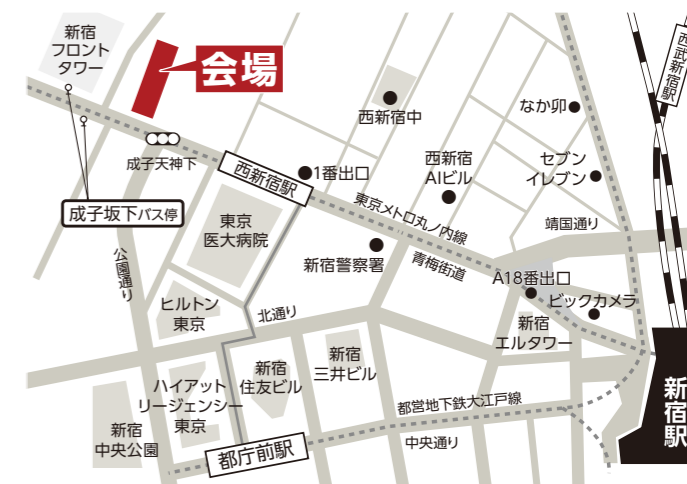 新宿
フロント
タワー
会場
西武新宿駅
西新宿中
なか卯
成子天神下
西新宿駅
1番出口
西新宿
AIビル
セブン
イレブン
成子坂下バス停
東京
医大病院
東京メトロ丸ノ内線
靖国通り
公園通り
新宿警察署
青梅街道
A18番出口
ビックカメラ
ヒルトン
東京
北通り
新宿
エルタワー
新宿
住友ビル
新宿
三井ビル
ハイアット
リージェンシー
東京
新宿
中央公園
都営地下鉄大江戸線
中央通り
都庁前駅
新宿駅